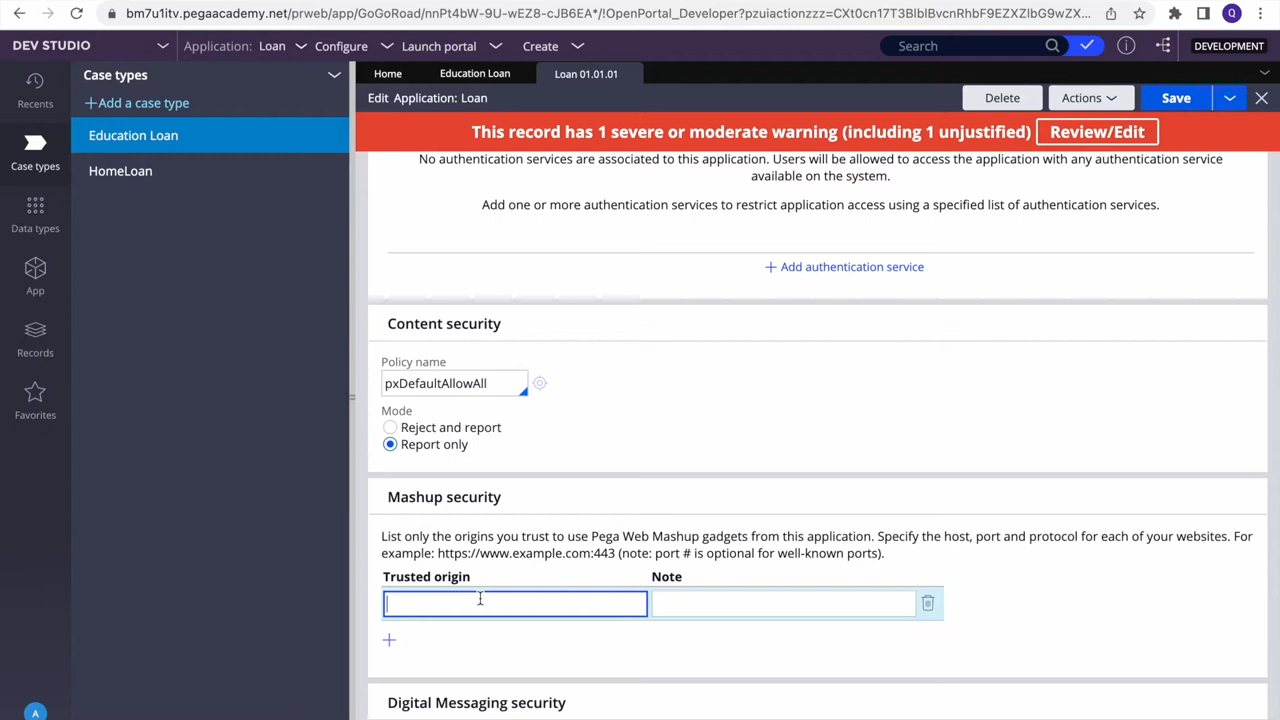 bm7u1itv.pegaacademy.net/prweb/app/GoGoRoad/nnPt4bW-9U-W eZX-cJB6EA*/!OpenPortal_Developer?pzuiactionzzz=CXt0cn17T3BlblBvcnRhbF9EZXZlbG9wZX...
DEV STUDIO
Application: Loan
Configure
Launch portal
Create
Search
DEVELOPMENT
Recents
Case types
Data types
App
Records
Favorites
A
Case types
+Add a case type
Education Loan
HomeLoan
Home
Education Loan
Loan 01.01.01
Edit Application: Loan
Delete
Actions
Save
This record has 1 severe or moderate warning (including 1 unjustified)
Review/Edit
No authentication services are associated to this application. Users will be allowed to access the application with any authentication service
available on the system.
Add one or more authentication services to restrict application access using a specified list of authentication services.
+ Add authentication service
Content security
Policy name
pxDefaultAllowAll
Mode
Reject and report
Report only
Mashup security
List only the origins you trust to use Pega Web Mashup gadgets from this application. Specify the host, port and protocol for each of your websites. For
example: https://www.example.com:443 (note: port # is optional for well-known ports).
Trusted origin
Note
+
Digital Messaging security
Q